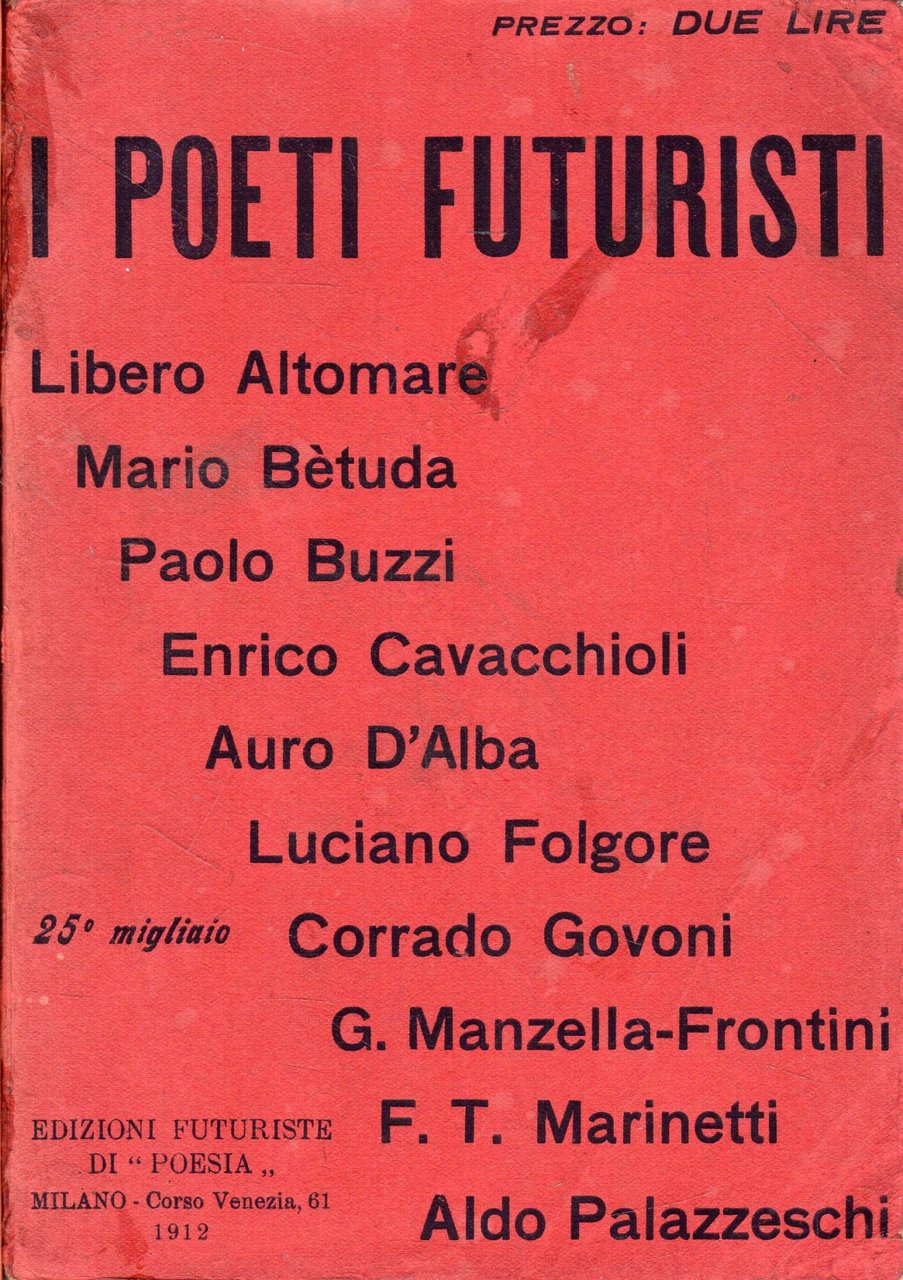 PREZZO: DUE LIRE
I POETI FUTURISTI
Libero Altomare
Mario Bètuda
Paolo Buzzi
Enrico Cavacchioli
Auro D'Alba
Luciano Folgore
25º migliaio
Corrado Govoni
G. Manzella-Frontini
F. T. Marinetti
Aldo Palazzeschi
EDIZIONI FUTURISTE
DI “ POESIA „
MILANO - Corso Venezia, 61
1912